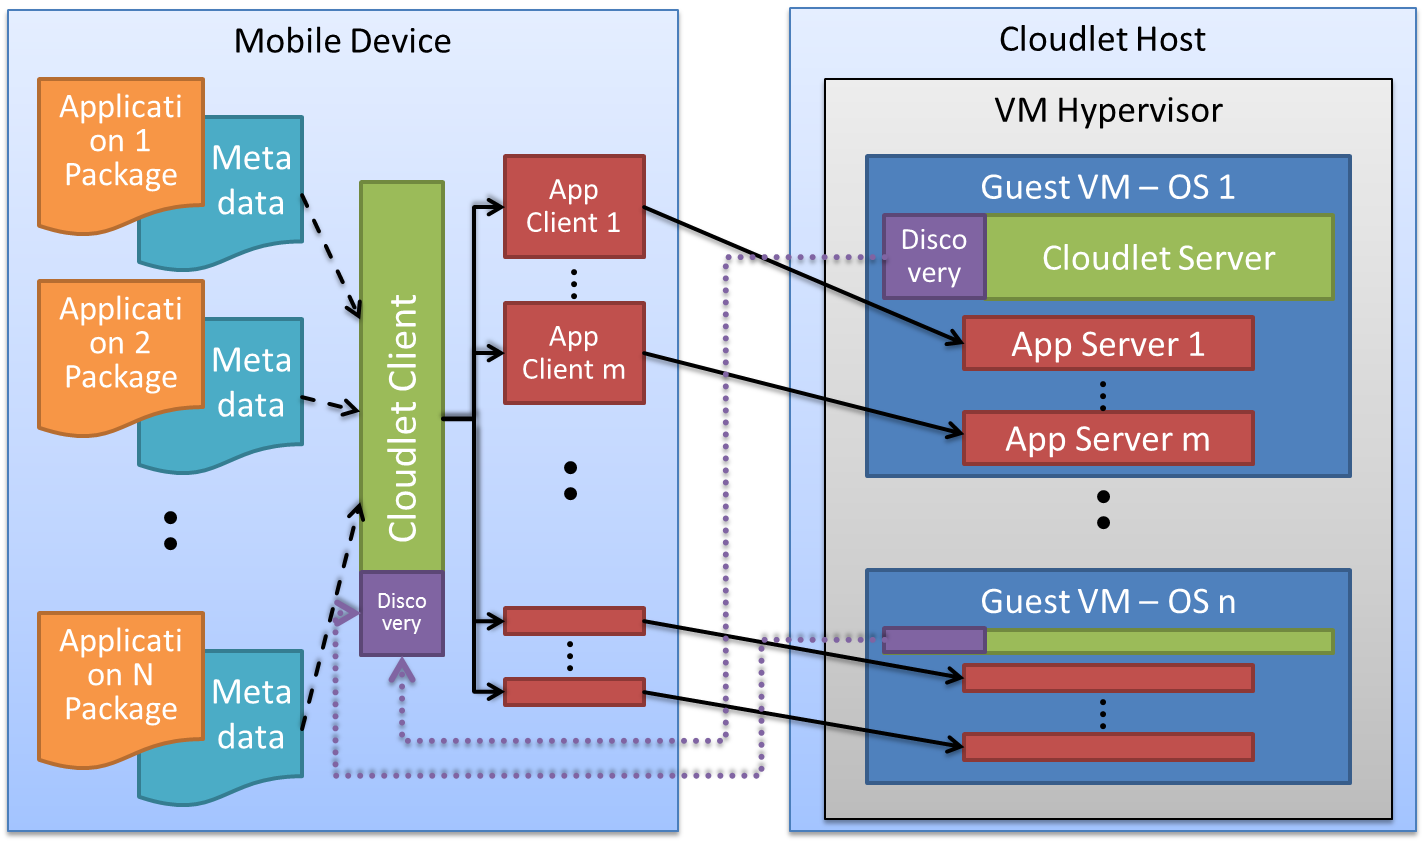 Mobile Device
Applicati
on 1
Package
Meta
data
Applicati
on 2
Package
Meta
data
Applicati
on N
Package
Meta
data
Cloudlet Client
Disco
very
App
Client 1
App
Client m
Cloudlet Host
VM Hypervisor
Guest VM – OS 1
Disco
very
Cloudlet Server
App Server 1
App Server m
Guest VM – OS n